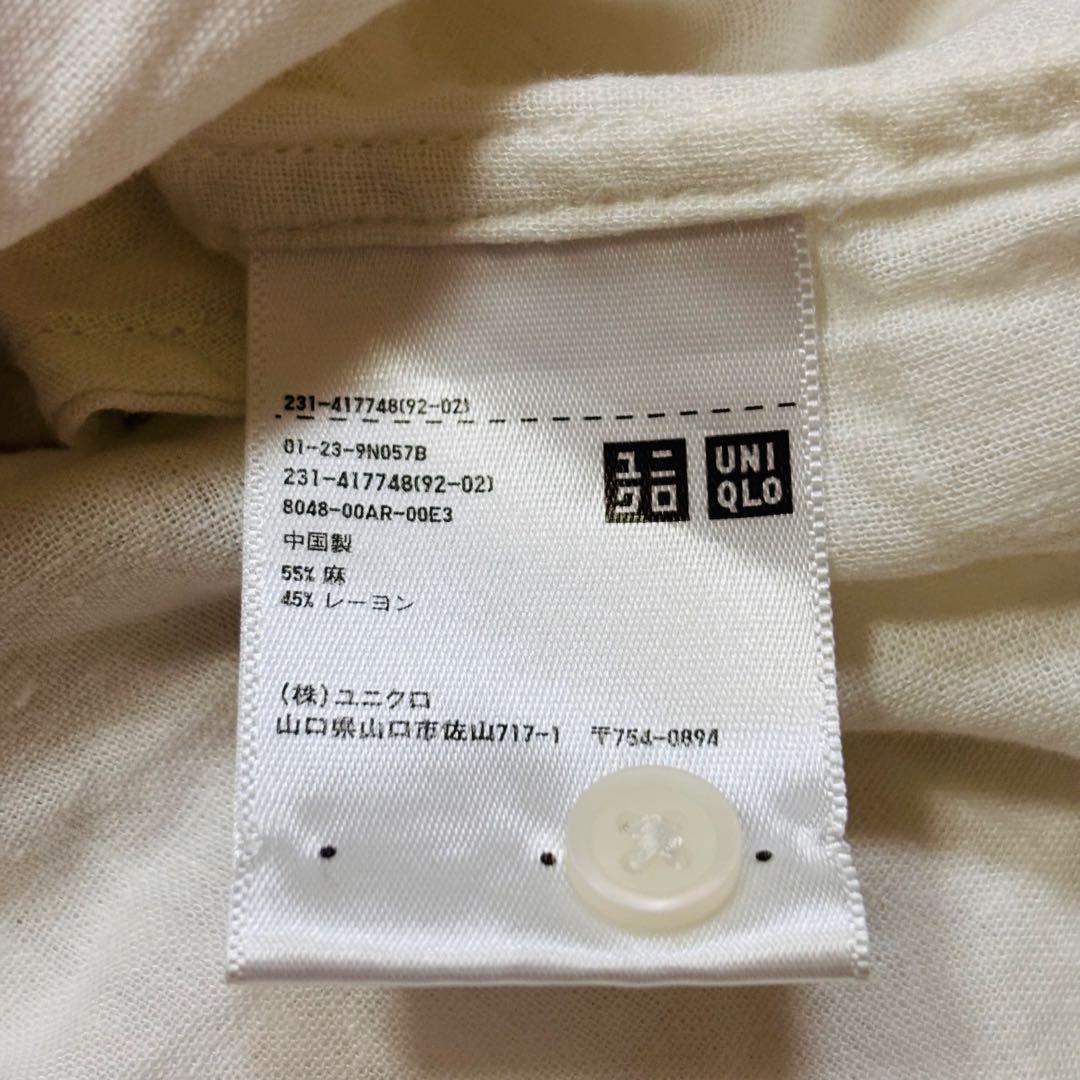 231-417748(92-02)
01-23-9N057B
231-417748(92-02)
8048-00AR-00E3
ユニ
クロ
UNI
QLO
中国製
55% 麻
45% レーヨン
(株)ユニクロ
山口県山口市佐山717-1 〒754-0894